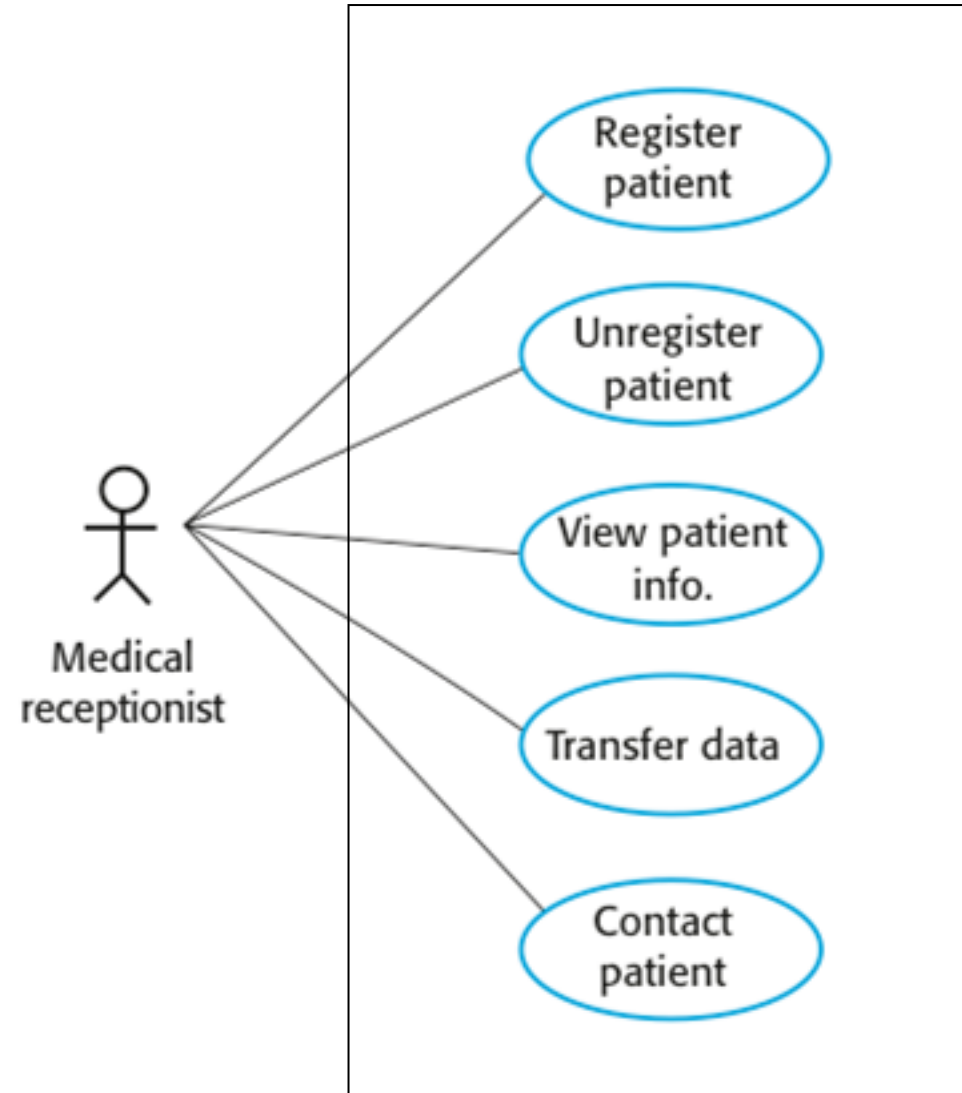 Register
patient
Unregister
patient
View patient
info.
Medical
receptionist
Transfer data
Contact
patient